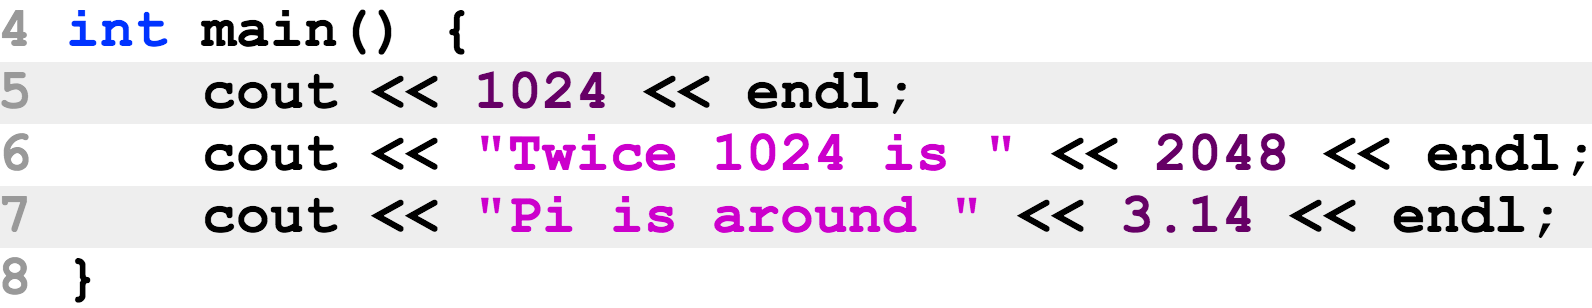 4 int main() {
5     cout << 1024 << endl;
6     cout << "Twice 1024 is " << 2048 << endl;
7     cout << "Pi is around " << 3.14 << endl;
8 }